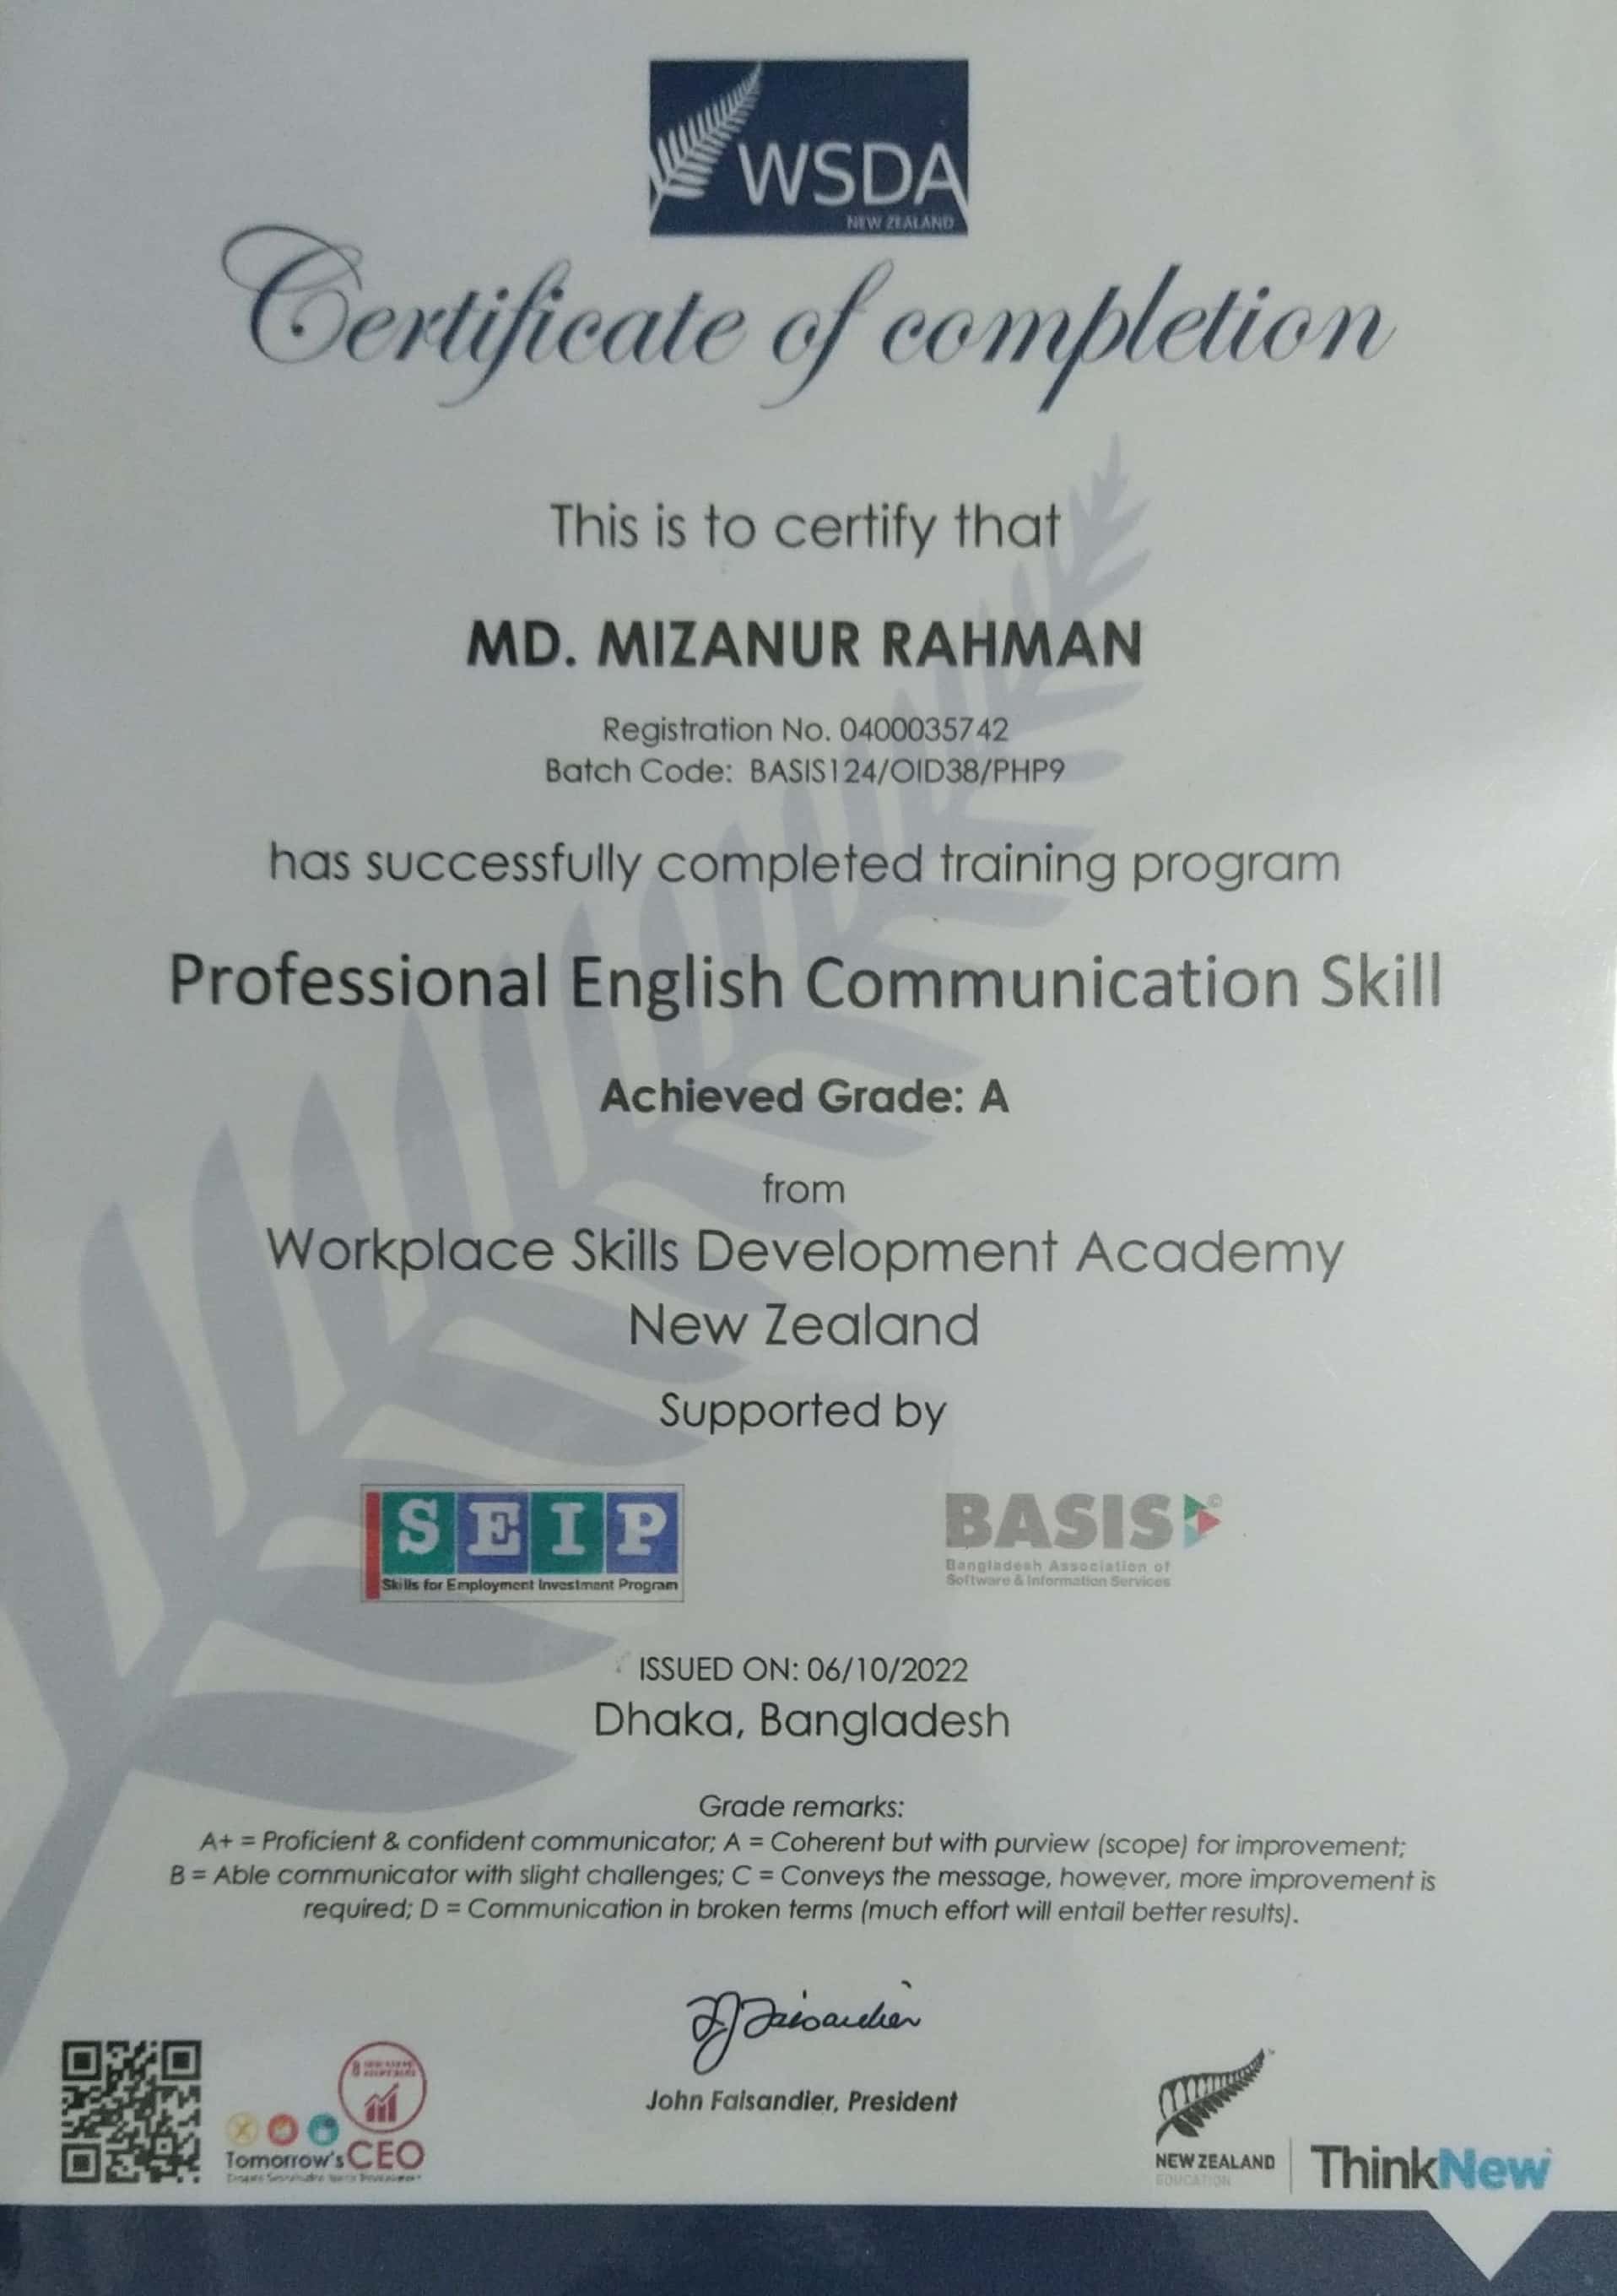 WSDA
NEW ZEALAND
Certificate of completion
This is to certify that
MD. MIZANUR RAHMAN
Registration No. 0400035742
Batch Code: BASIS124/OID38/PHP9
has successfully completed training program
Professional English Communication Skill
Achieved Grade: A
from
Workplace Skills Development Academy
New Zealand
Supported by
SEIP
Skills for Employment Investment Program
BASIS
Bangladesh Association of
Software & Information Services
ISSUED ON: 06/10/2022
Dhaka, Bangladesh
Grade remarks:
A+ = Proficient & confident communicator; A = Coherent but with purview (scope) for improvement;
B = Able communicator with slight challenges; C = Conveys the message, however, more improvement is
required; D = Communication in broken terms (much effort will entail better results).
John Faisandier, President
Tomorrow's CEO
NEW ZEALAND
EDUCATION
ThinkNew